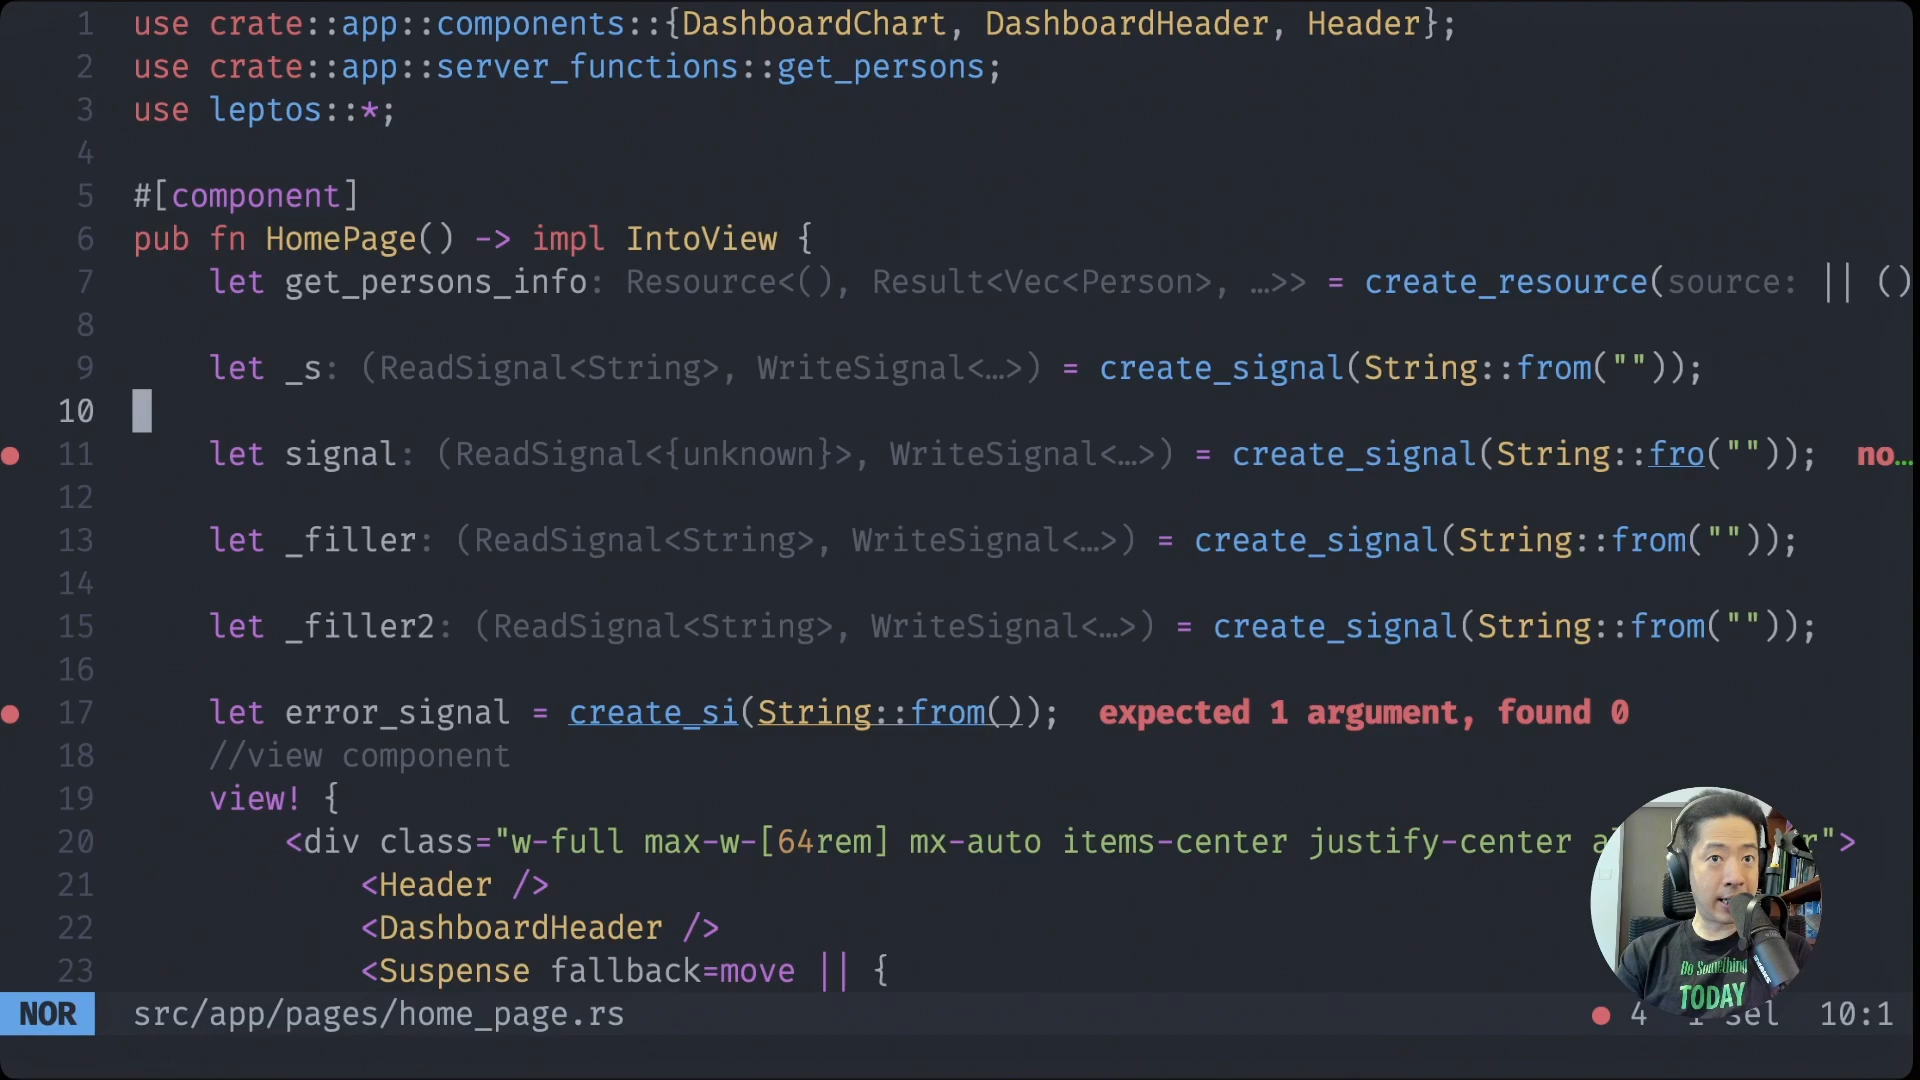 1 use crate::app::components::{DashboardChart, DashboardHeader, Header};
2 use crate::app::server_functions::get_persons;
3 use leptos::*;
4
5 #[component]
6 pub fn HomePage() -> impl IntoView {
7 let get_persons_info: Resource<(), Result<Vec<Person>, …>> = create_resource(source: || ()
8
9 let _s: (ReadSignal<String>, WriteSignal<…>) = create_signal(String::from(""));
10
11 let signal: (ReadSignal<{unknown}>, WriteSignal<…>) = create_signal(String::fro("")); no…
12
13 let _filler: (ReadSignal<String>, WriteSignal<…>) = create_signal(String::from(""));
14
15 let _filler2: (ReadSignal<String>, WriteSignal<…>) = create_signal(String::from(""));
16
17 let error_signal = create_si(String::from()); expected 1 argument, found 0
18 //view component
19 view! {
20 <div class="w-full max-w-[64rem] mx-auto items-center justify-center r">
21 <Header />
22 <DashboardHeader />
23 <Suspense fallback=move || {
Do Something
TODAY
NOR src/app/pages/home_page.rs 4 1 sel 10:1